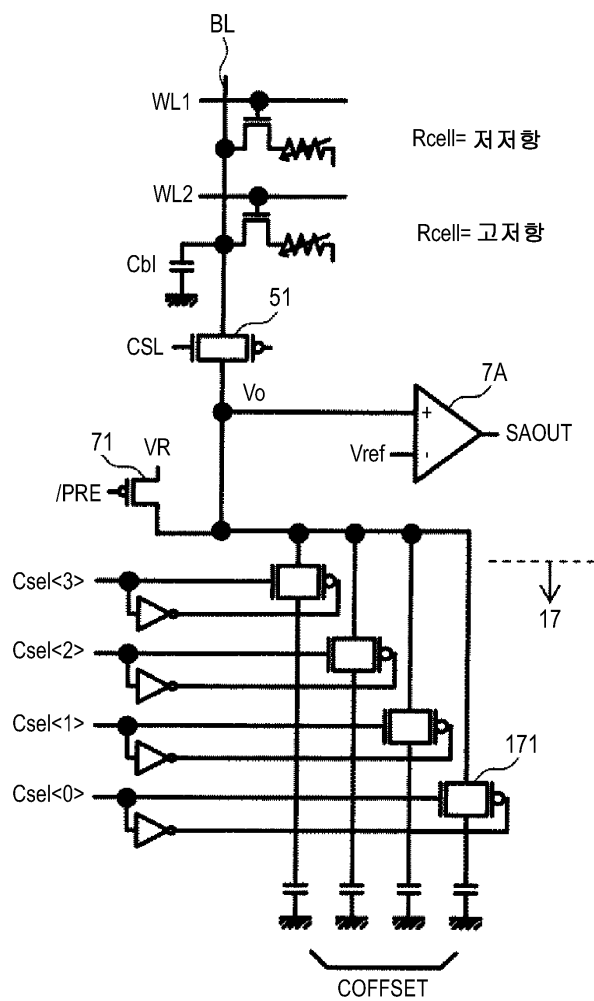 BL
WL1
Rcell= 저저항
WL2
Rcell= 고저항
Cbl
51
CSL
7A
Vo
+
SAOUT
Vref
-
71
VR
/PRE
Csel<3>
17
Csel<2>
Csel<1>
171
Csel<0>
COFFSET